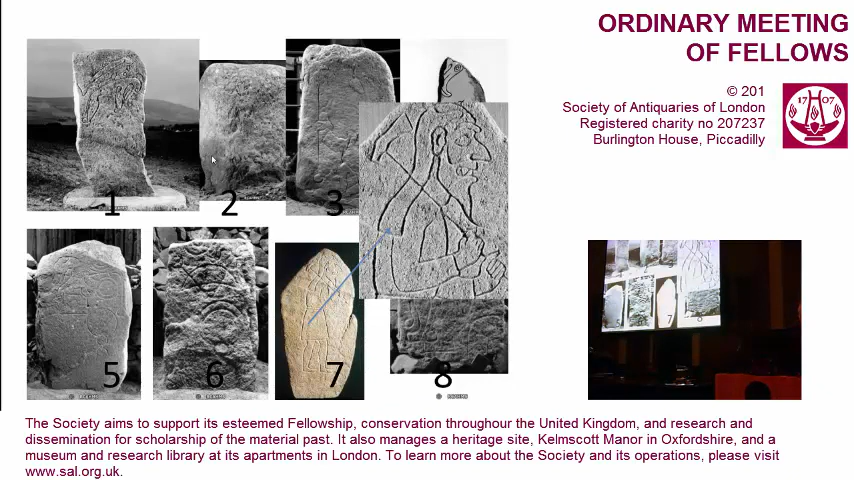 ORDINARY MEETING
OF FELLOWS
© 201
Society of Antiquaries of London
Registered charity no 207237
Burlington House, Piccadilly
17 07
1
2
3
5
6
7
8
The Society aims to support its esteemed Fellowship, conservation throughour the United Kingdom, and research and
dissemination for scholarship of the material past. It also manages a heritage site, Kelmscott Manor in Oxfordshire, and a
museum and research library at its apartments in London. To learn more about the Society and its operations, please visit
www.sal.org.uk.